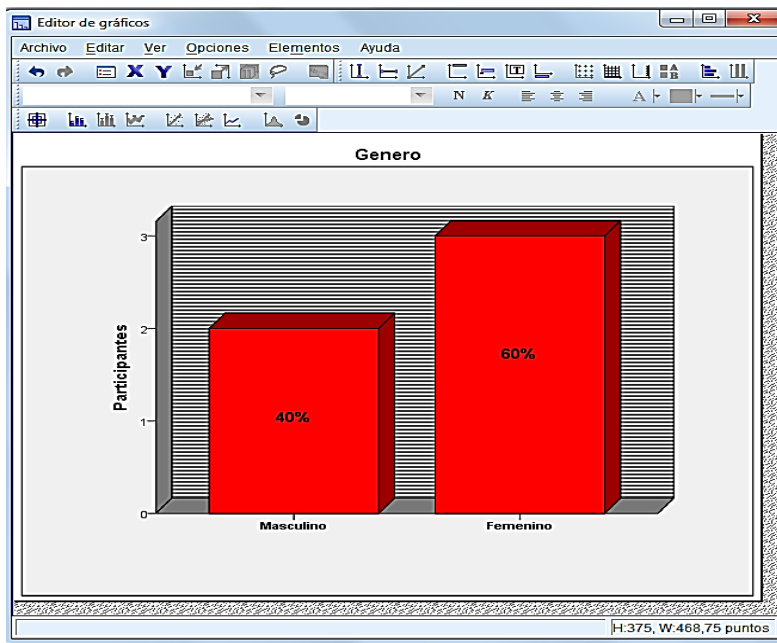 Editor de gráficos
Archivo Editar Ver Opciones Elementos Ayuda
X Y
A B
N K A
Genero
Participantes
3
2
1
0
60%
40%
Masculino Femenino
H:375, W:468,75 puntos